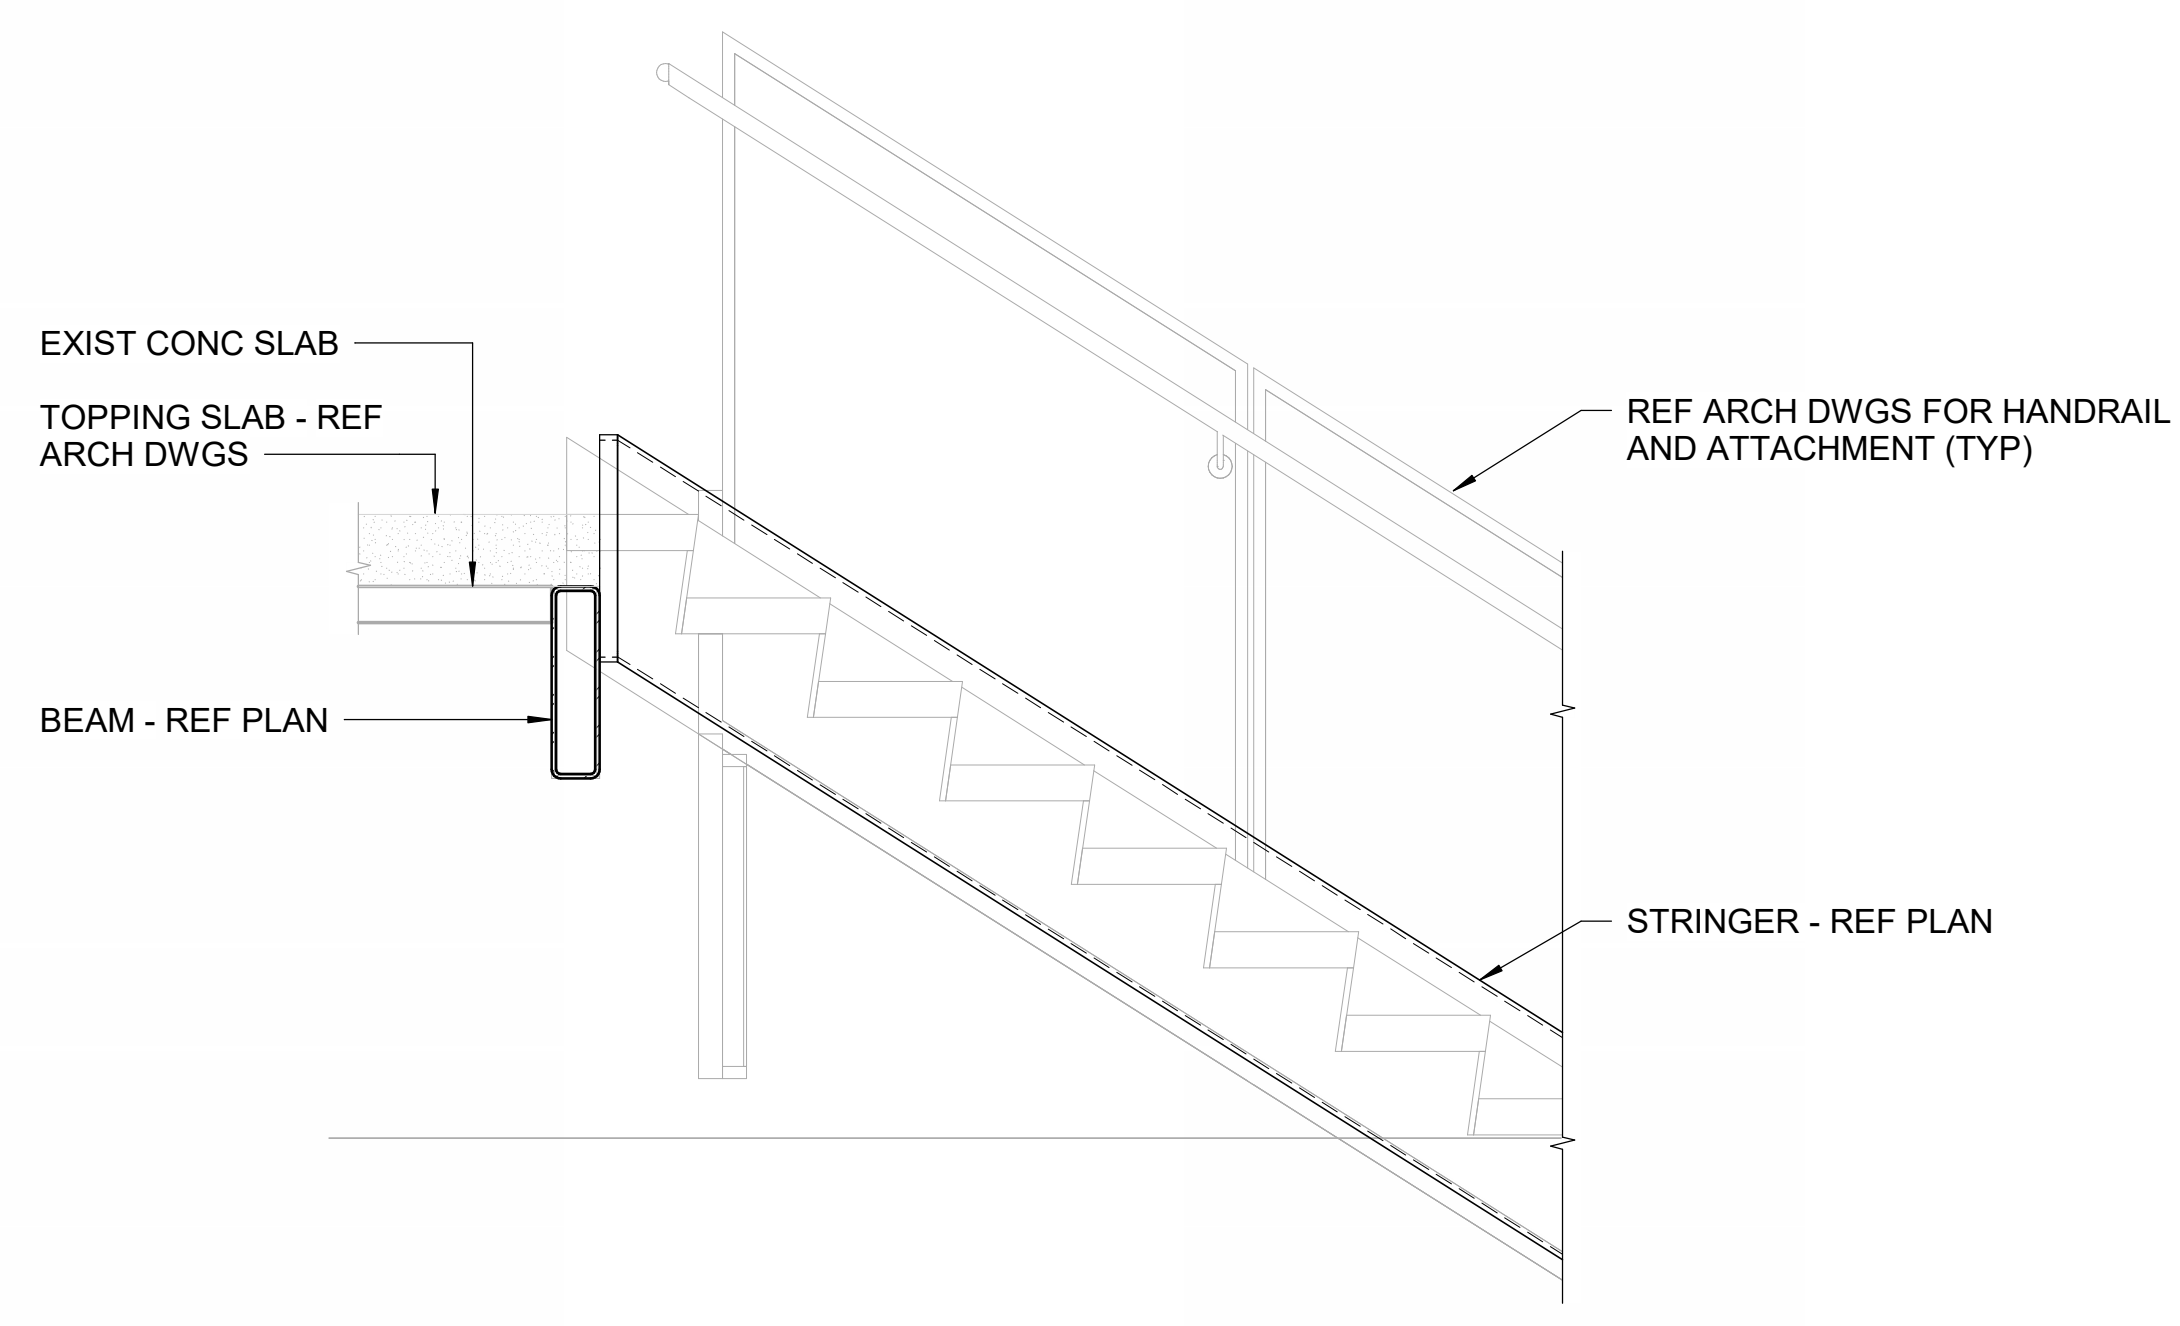 EXIST CONC SLAB
TOPPING SLAB - REF
ARCH DWGS
BEAM - REF PLAN
REF ARCH DWGS FOR HANDRAIL
AND ATTACHMENT (TYP)
STRINGER - REF PLAN